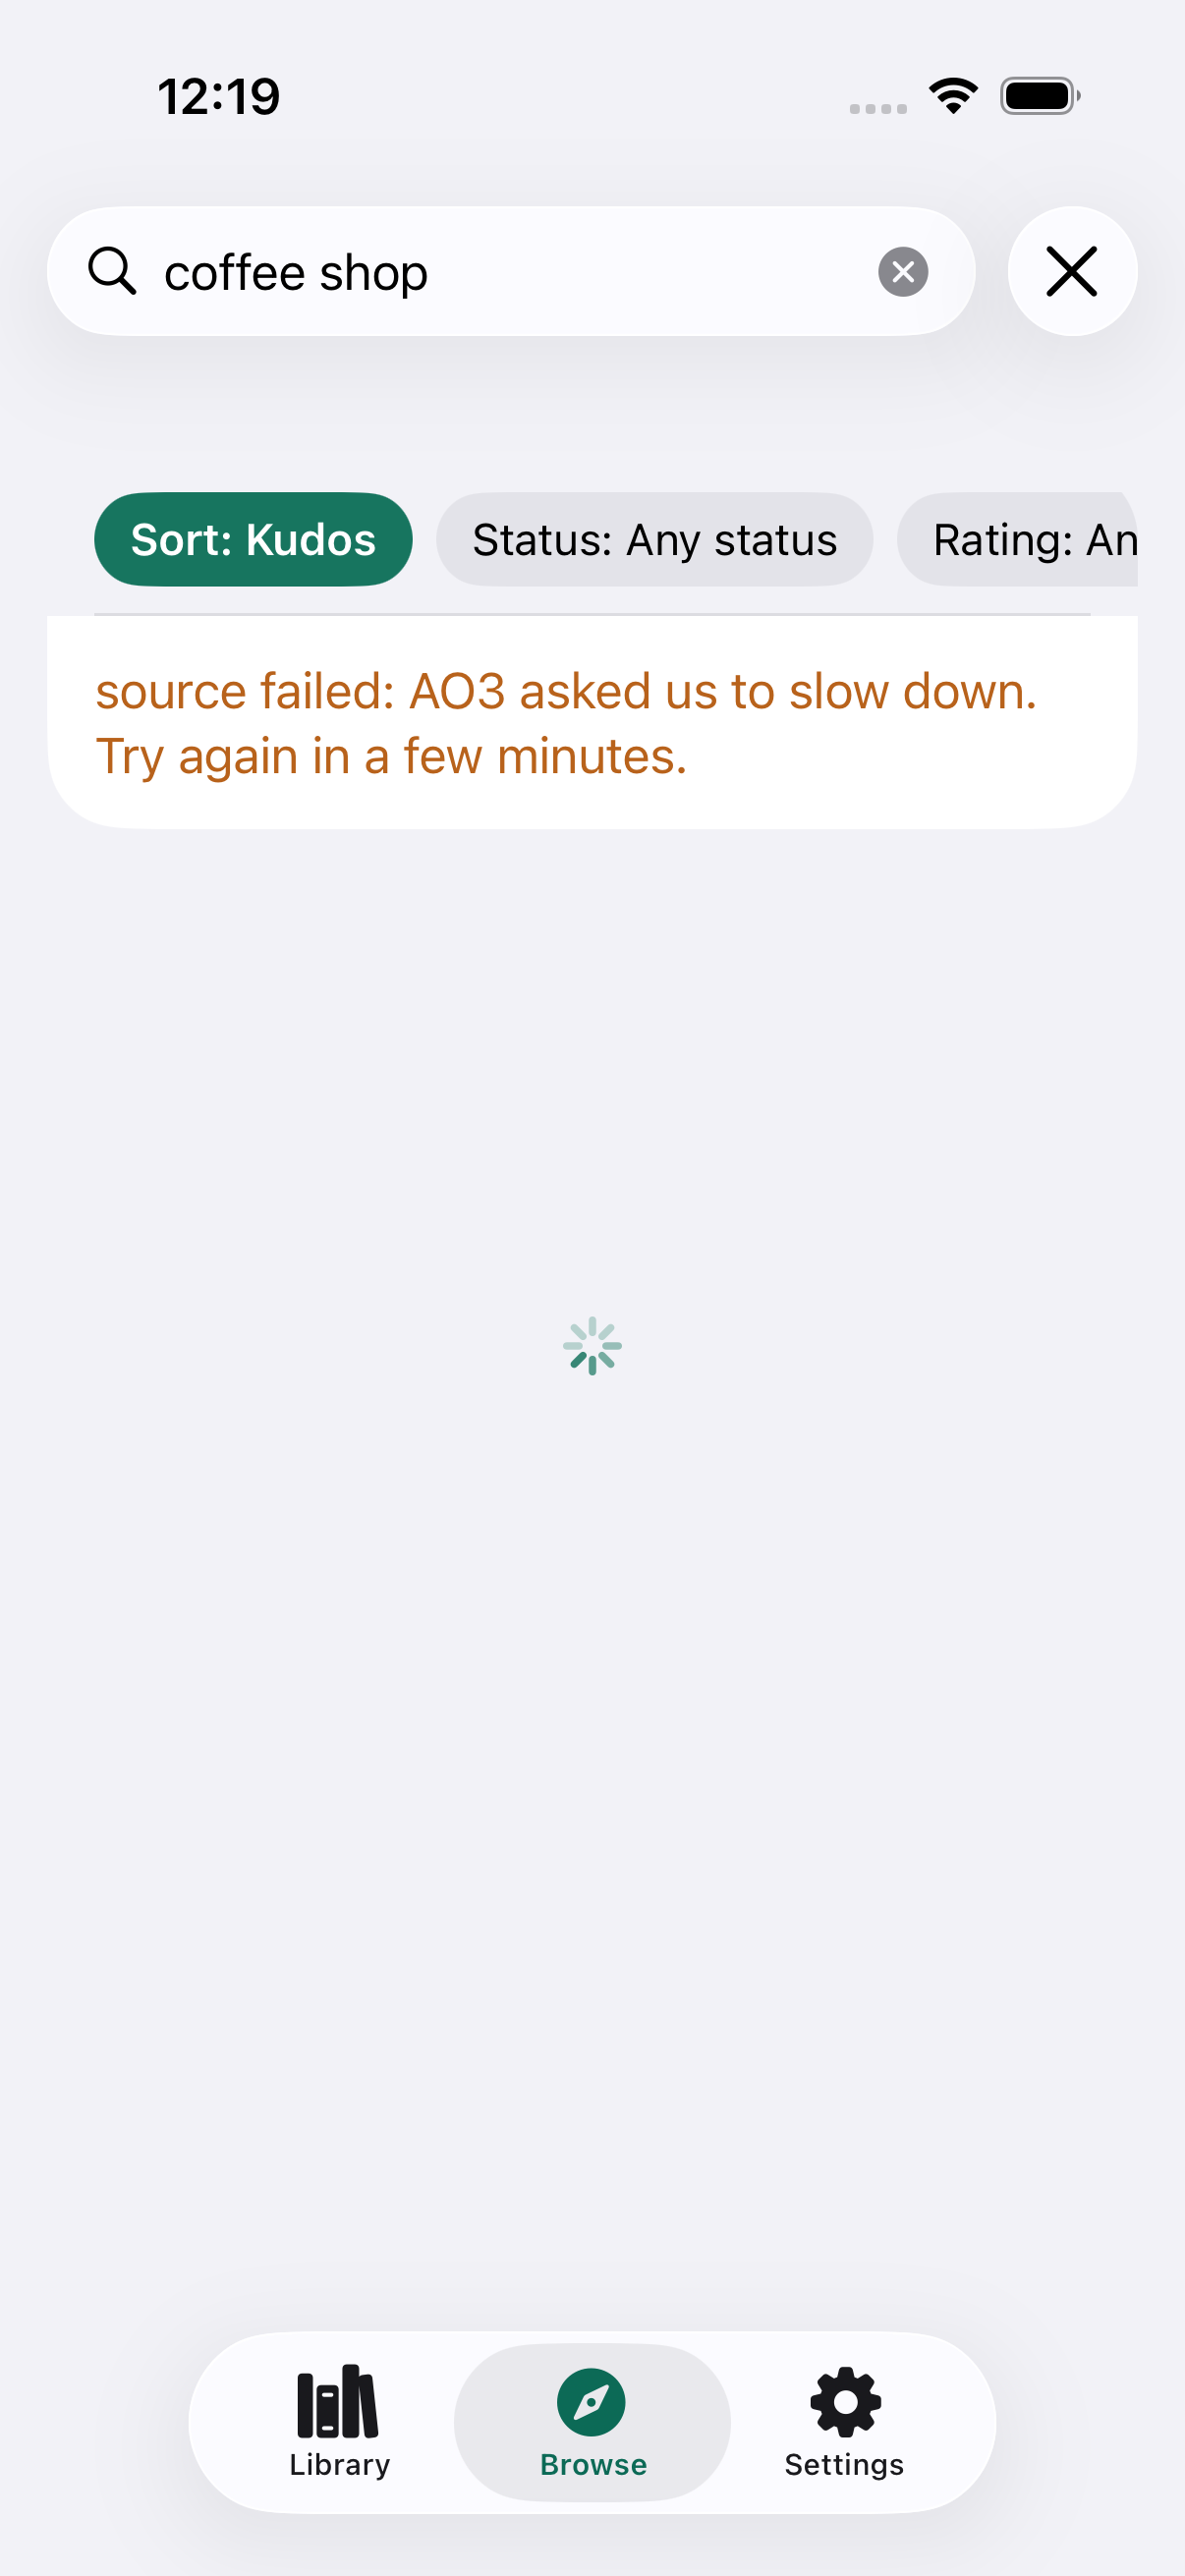 12:19
coffee shop
Sort: Kudos
Status: Any status
Rating: An
source failed: AO3 asked us to slow down.
Try again in a few minutes.
Library
Browse
Settings